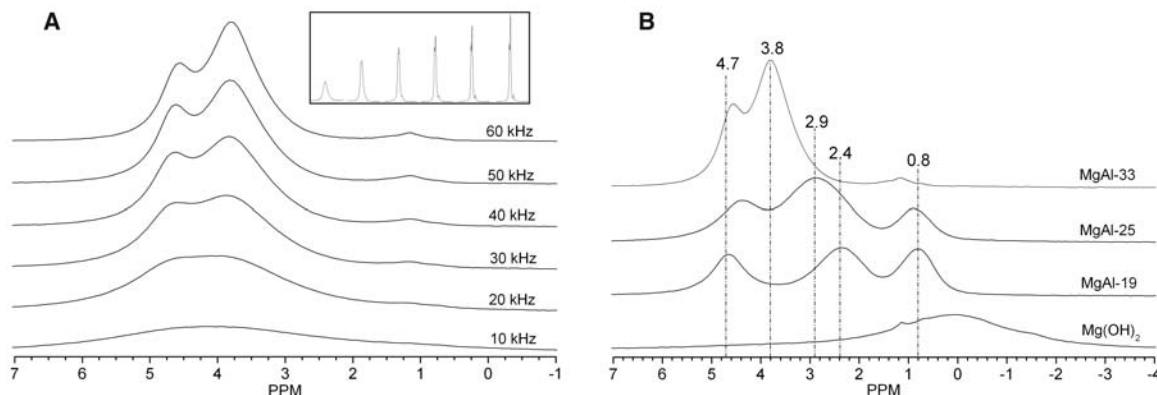 A
60 kHz
50 kHz
40 kHz
30 kHz
20 kHz
10 kHz
7 6 5 4 3 2 1 0 -1
PPM
B
4.7 3.8 2.9 2.4 0.8
MgAl-33
MgAl-25
MgAl-19
Mg(OH)₂
7 6 5 4 3 2 1 0 -1 -2 -3 -4
PPM